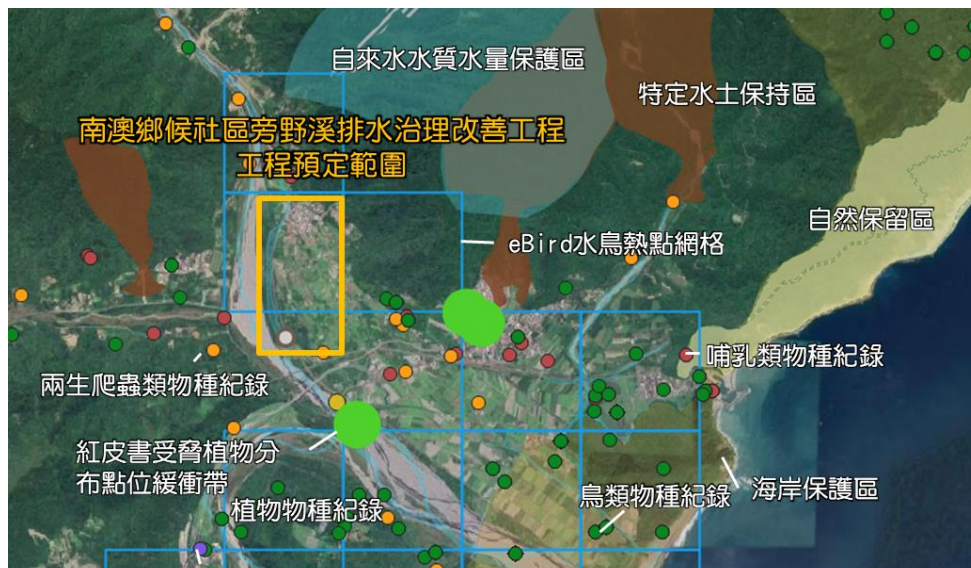 自來水水質水量保護區
特定水土保持區
南澳鄉候社區旁野溪排水治理改善工程
工程預定範圍
自然保留區
eBird水鳥熱點網格
哺乳類物種紀錄
兩生爬蟲類物種紀錄
紅皮書受脅植物分
布點位緩衝帶
植物物種紀錄
鳥類物種紀錄
海岸保護區